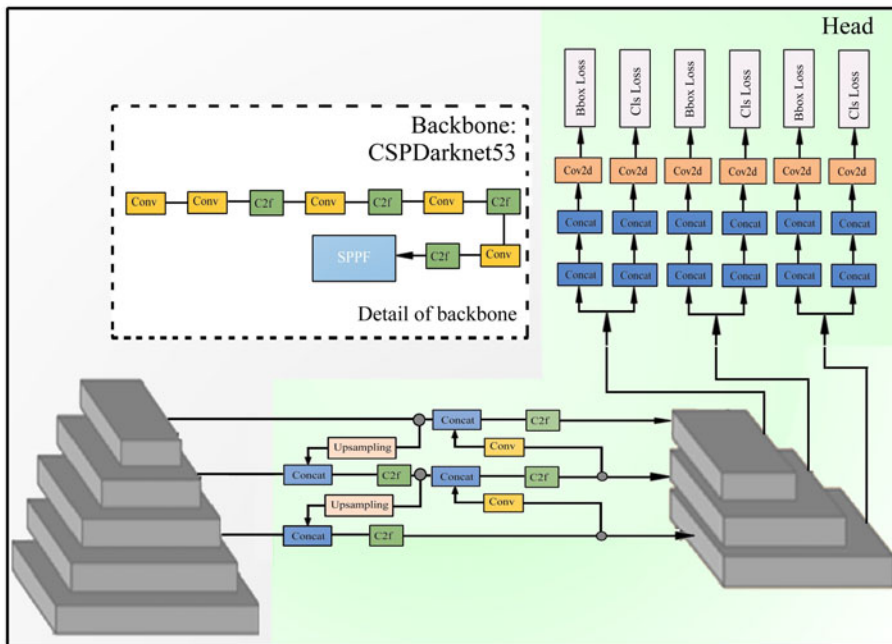 Head
Bbox Loss
Cls Loss
Bbox Loss
Cls Loss
Bbox Loss
Cls Loss
Cov2d
Cov2d
Cov2d
Cov2d
Cov2d
Cov2d
Concat
Concat
Concat
Concat
Concat
Concat
Concat
Concat
Concat
Concat
Concat
Concat
Backbone:
CSPDarknet53
Conv
Conv
C2f
Conv
C2f
Conv
C2f
SPPF
C2f
Conv
Detail of backbone
Concat
C2f
Upsampling
Conv
Concat
C2f
Concat
C2f
Upsampling
Conv
Concat
C2f